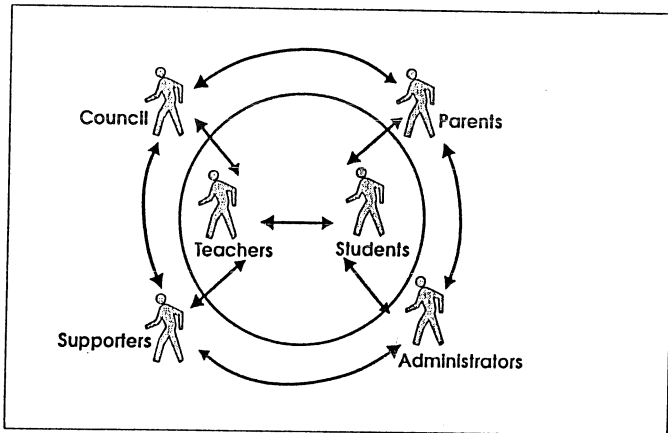 Council
Parents
Teachers
Students
Supporters
Administrators